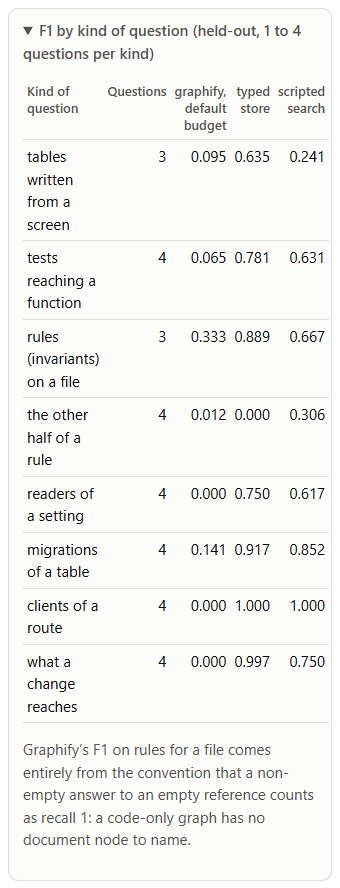 ▼ F1 by kind of question (held-out, 1 to 4
questions per kind)
Kind of question Questions graphify, default budget typed store scripted search
tables written from a screen 3 0.095 0.635 0.241
tests reaching a function 4 0.065 0.781 0.631
rules (invariants) on a file 3 0.333 0.889 0.667
the other half of a rule 4 0.012 0.000 0.306
readers of a setting 4 0.000 0.750 0.617
migrations of a table 4 0.141 0.917 0.852
clients of a route 4 0.000 1.000 1.000
what a change reaches 4 0.000 0.997 0.750
Graphify’s F1 on rules for a file comes
entirely from the convention that a non-
empty answer to an empty reference counts
as recall 1: a code-only graph has no
document node to name.